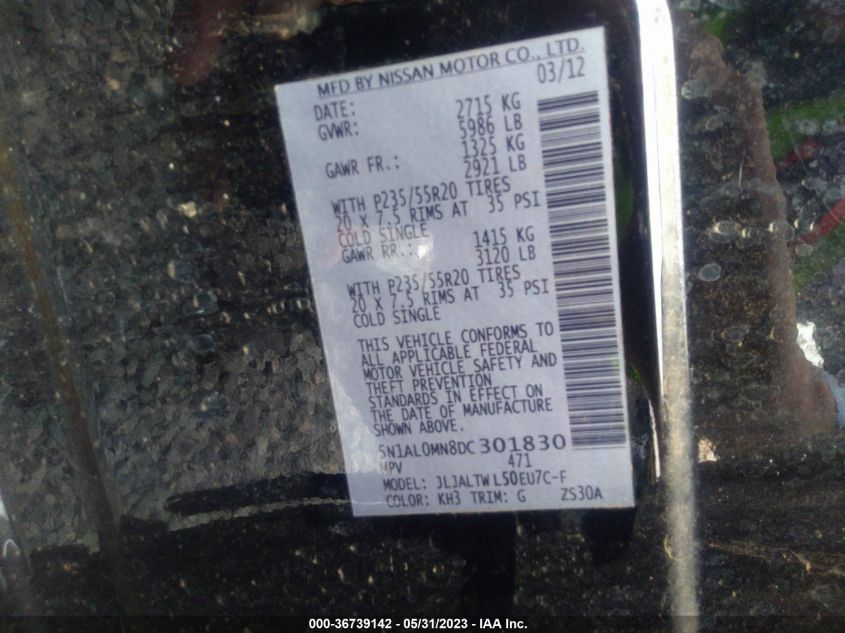 MFD BY NISSAN MOTOR CO., LTD.
DATE: 03/12
GVWR: 2715 KG
5986 LB
GAWR FR.: 1325 KG
2921 LB
WITH P235/55R20 TIRES
20 X 7.5 RIMS AT 35 PSI
COLD SINGLE
GAWR RR.: 1415 KG
3120 LB
WITH P235/55R20 TIRES
20 X 7.5 RIMS AT 35 PSI
COLD SINGLE
THIS VEHICLE CONFORMS TO
ALL APPLICABLE FEDERAL
MOTOR VEHICLE SAFETY AND
THEFT PREVENTION
STANDARDS IN EFFECT ON
THE DATE OF MANUFACTURE
SHOWN ABOVE.
5N1AL0MN8DC301830
MPV 471
MODEL: JLJALTWL50EU7C-F
COLOR: KH3 TRIM: G ZS30A
000-36739142 - 05/31/2023 - IAA Inc.